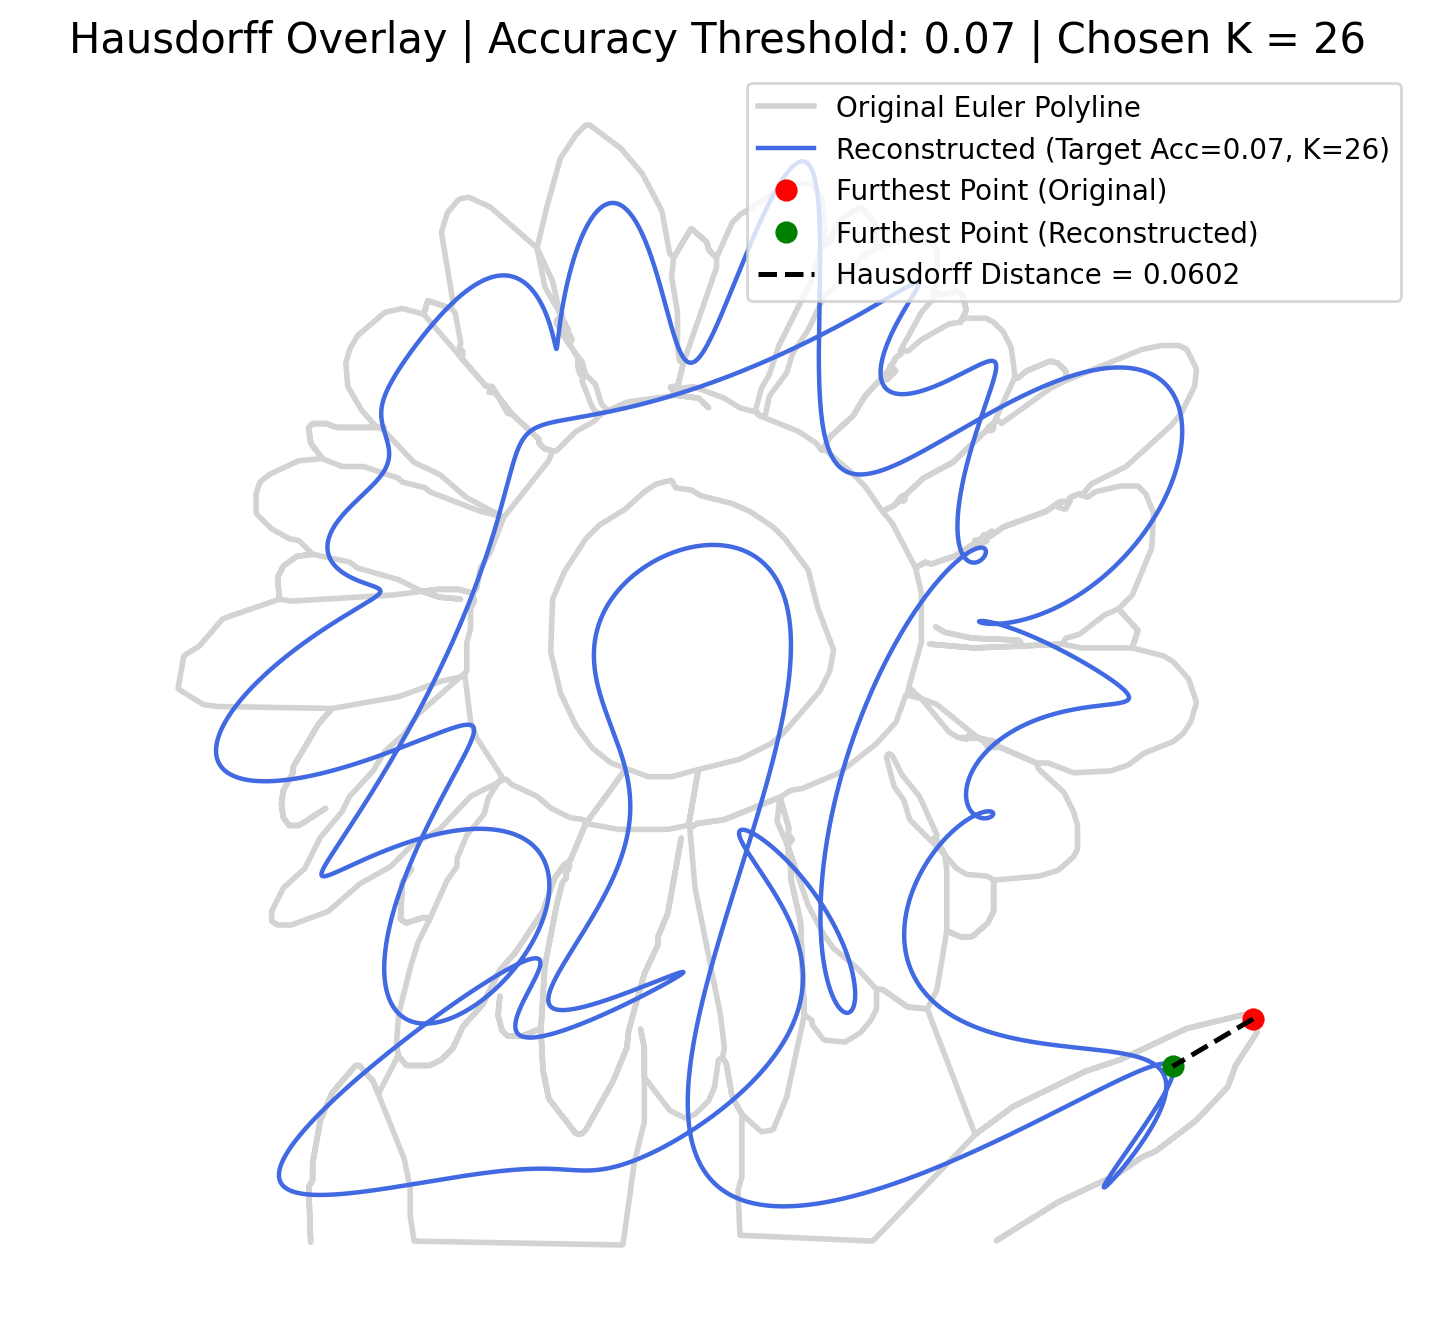 Hausdorff Overlay | Accuracy Threshold: 0.07 | Chosen K = 26
Original Euler Polyline
Reconstructed (Target Acc=0.07, K=26)
Furthest Point (Original)
Furthest Point (Reconstructed)
Hausdorff Distance = 0.0602